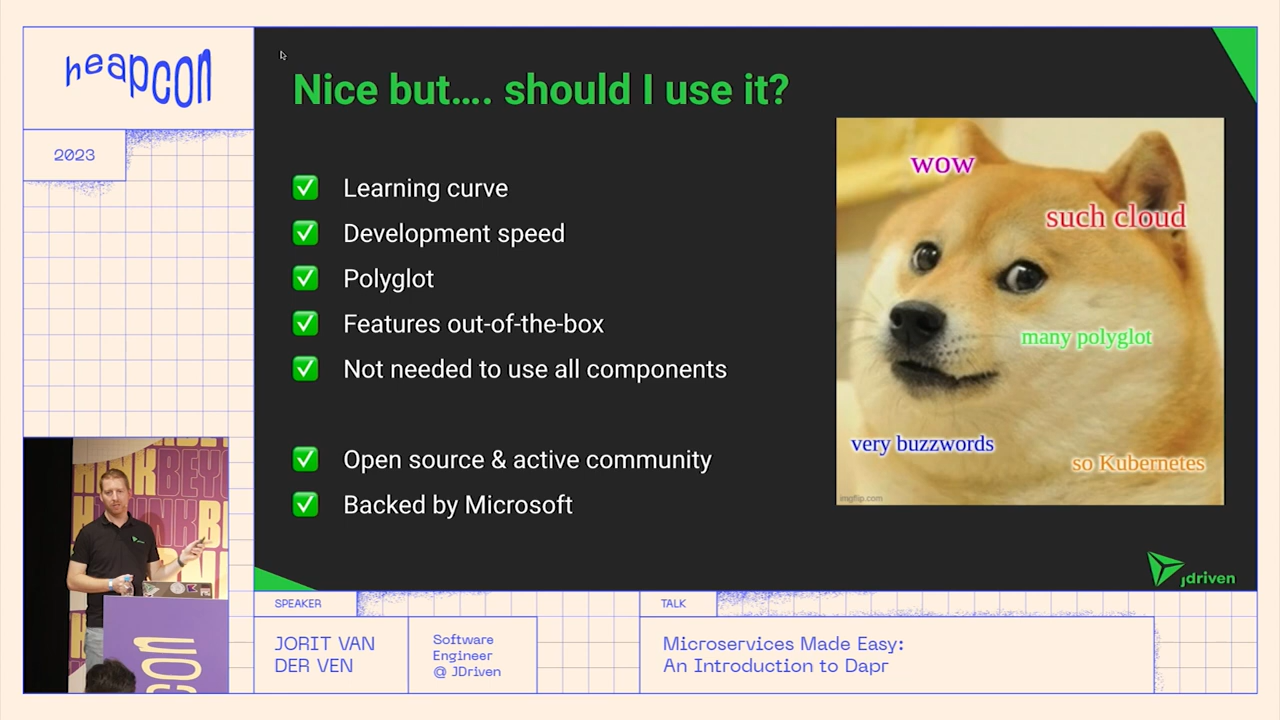 heapcon
2023
Nice but.... should I use it?
Learning curve
Development speed
Polyglot
Features out-of-the-box
Not needed to use all components
Open source & active community
Backed by Microsoft
wow
such cloud
many polyglot
very buzzwords
so Kubernetes
imgflip.com
jdriven
SPEAKER
JORIT VAN
DER VEN
Software
Engineer
@ JDriven
TALK
Microservices Made Easy:
An Introduction to Dapr
con